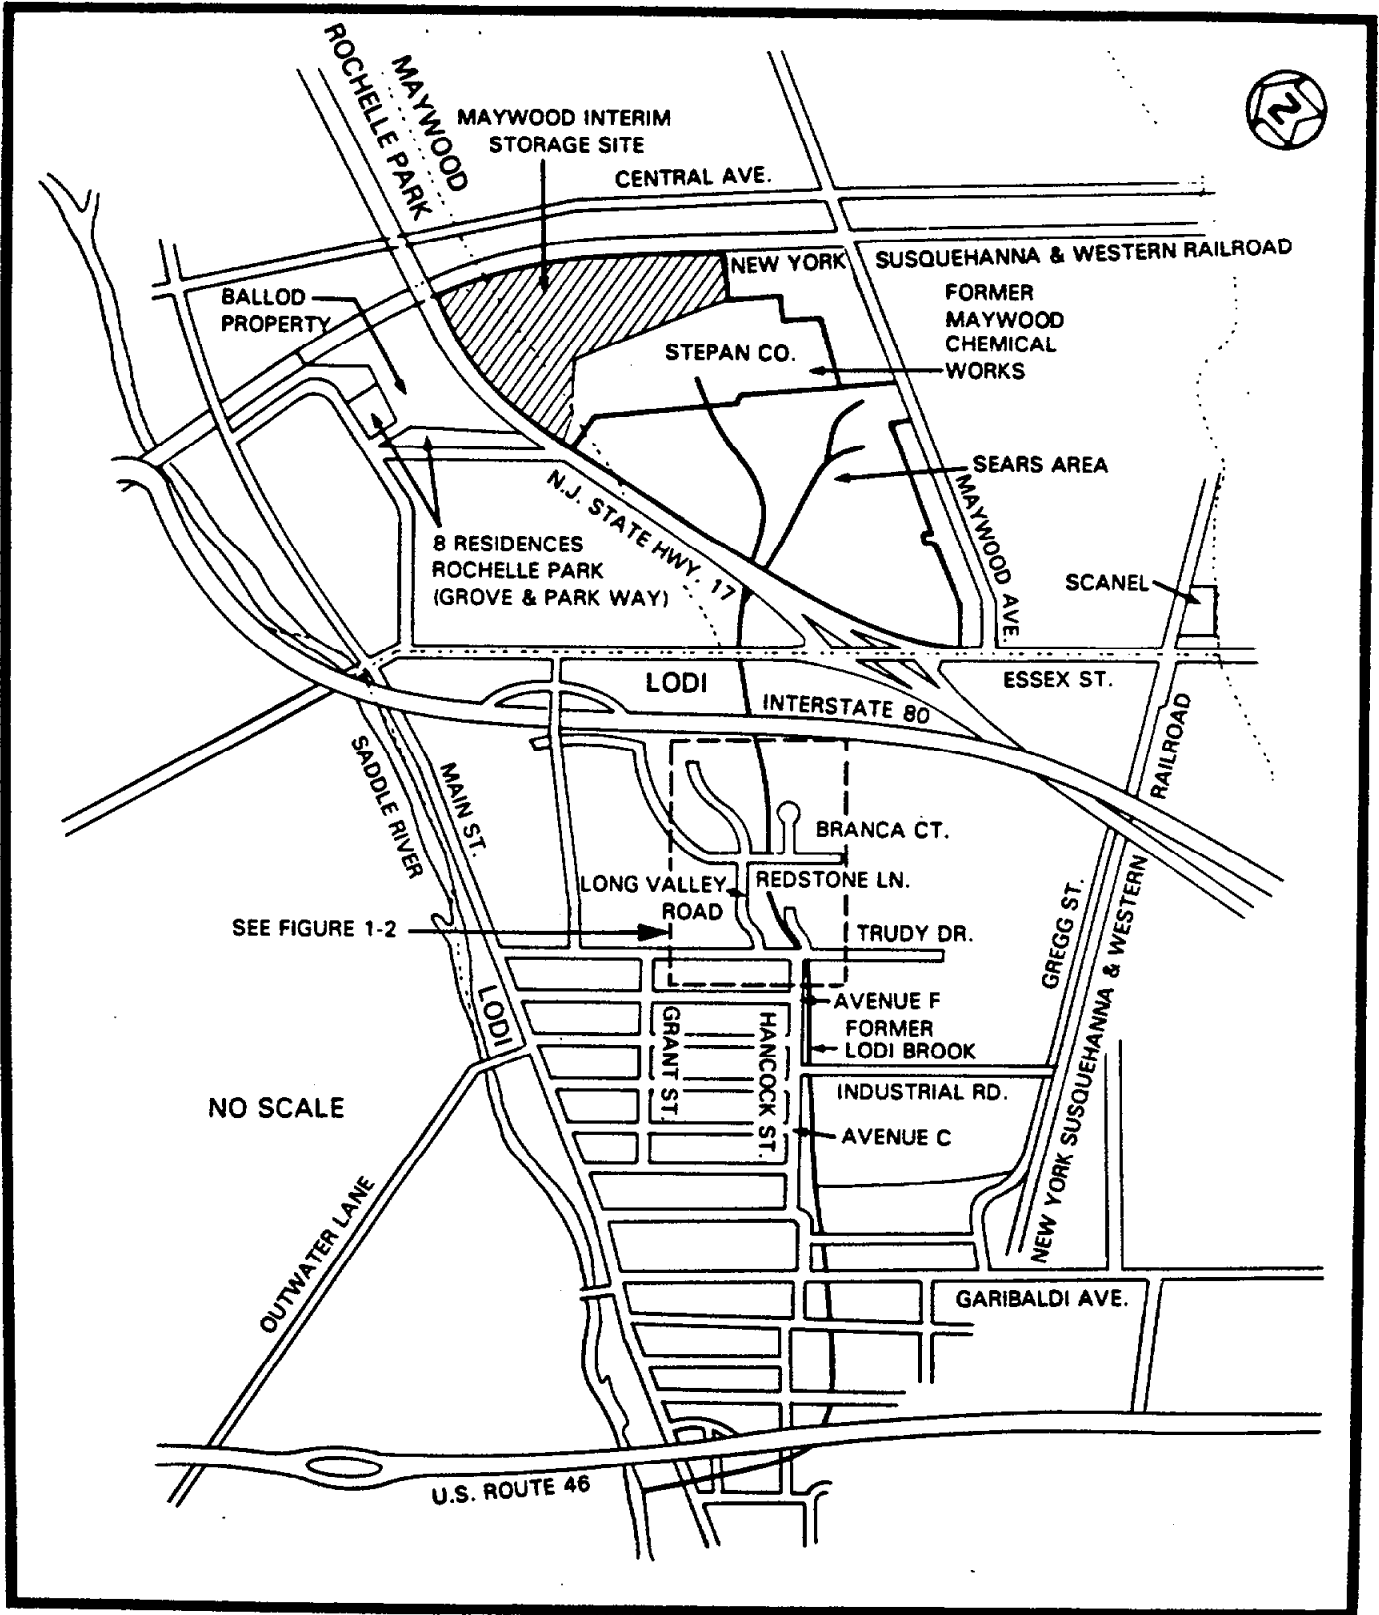 MAYWOOD
ROCHELLE PARK
MAYWOOD INTERIM
STORAGE SITE
CENTRAL AVE.
N
NEW YORK SUSQUEHANNA & WESTERN RAILROAD
BALLOD
PROPERTY
FORMER
MAYWOOD
CHEMICAL
WORKS
STEPAN CO.
SEARS AREA
N.J. STATE HWY. 17
MAYWOOD AVE.
8 RESIDENCES
ROCHELLE PARK
(GROVE & PARK WAY)
SCANEL
LODI
ESSEX ST.
INTERSTATE 80
SADDLE RIVER
MAIN ST.
RAILROAD
BRANCA CT.
LONG VALLEY
ROAD
REDSTONE LN.
SEE FIGURE 1-2
TRUDY DR.
GREGG ST.
NEW YORK SUSQUEHANNA & WESTERN
LODI
GRANT ST.
HANCOCK ST.
AVENUE F
FORMER
LODI BROOK
INDUSTRIAL RD.
NO SCALE
AVENUE C
OUTWATER LANE
GARIBALDI AVE.
U.S. ROUTE 46